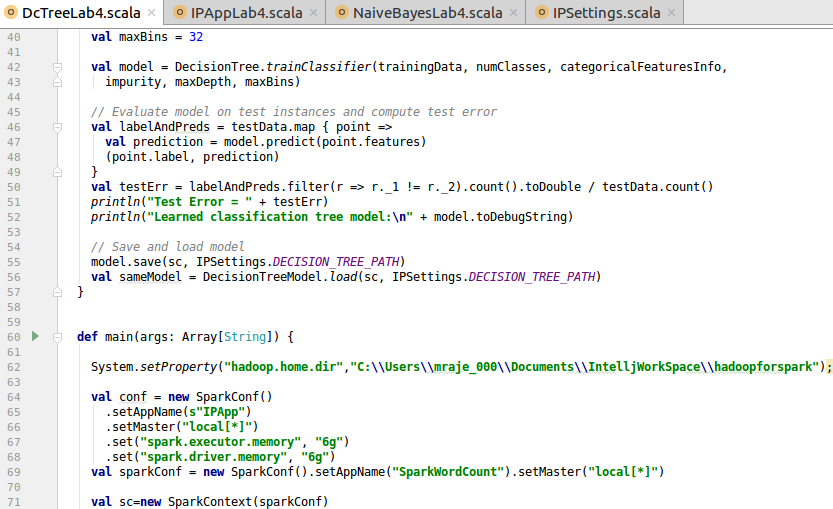 DcTreeLab4.scala IPAppLab4.scala NaiveBayesLab4.scala IPSettings.scala
40 val maxBins = 32
41
42 val model = DecisionTree.trainClassifier(trainingData, numClasses, categoricalFeaturesInfo,
43 impurity, maxDepth, maxBins)
44
45 // Evaluate model on test instances and compute test error
46 val labelAndPreds = testData.map { point =>
47 val prediction = model.predict(point.features)
48 (point.label, prediction)
49 }
50 val testErr = labelAndPreds.filter(r => r._1 != r._2).count().toDouble / testData.count()
51 println("Test Error = " + testErr)
52 println("Learned classification tree model:\n" + model.toDebugString)
53
54 // Save and load model
55 model.save(sc, IPSettings.DECISION_TREE_PATH)
56 val sameModel = DecisionTreeModel.load(sc, IPSettings.DECISION_TREE_PATH)
57 }
58
59
60 def main(args: Array[String]) {
61
62 System.setProperty("hadoop.home.dir","C:\\Users\\mraje_000\\Documents\\IntelljWorkSpace\\hadoopforspark");
63
64 val conf = new SparkConf()
65 .setAppName(s"IPApp")
66 .setMaster("local[*]")
67 .set("spark.executor.memory", "6g")
68 .set("spark.driver.memory", "6g")
69 val sparkConf = new SparkConf().setAppName("SparkWordCount").setMaster("local[*]")
70
71 val sc=new SparkContext(sparkConf)